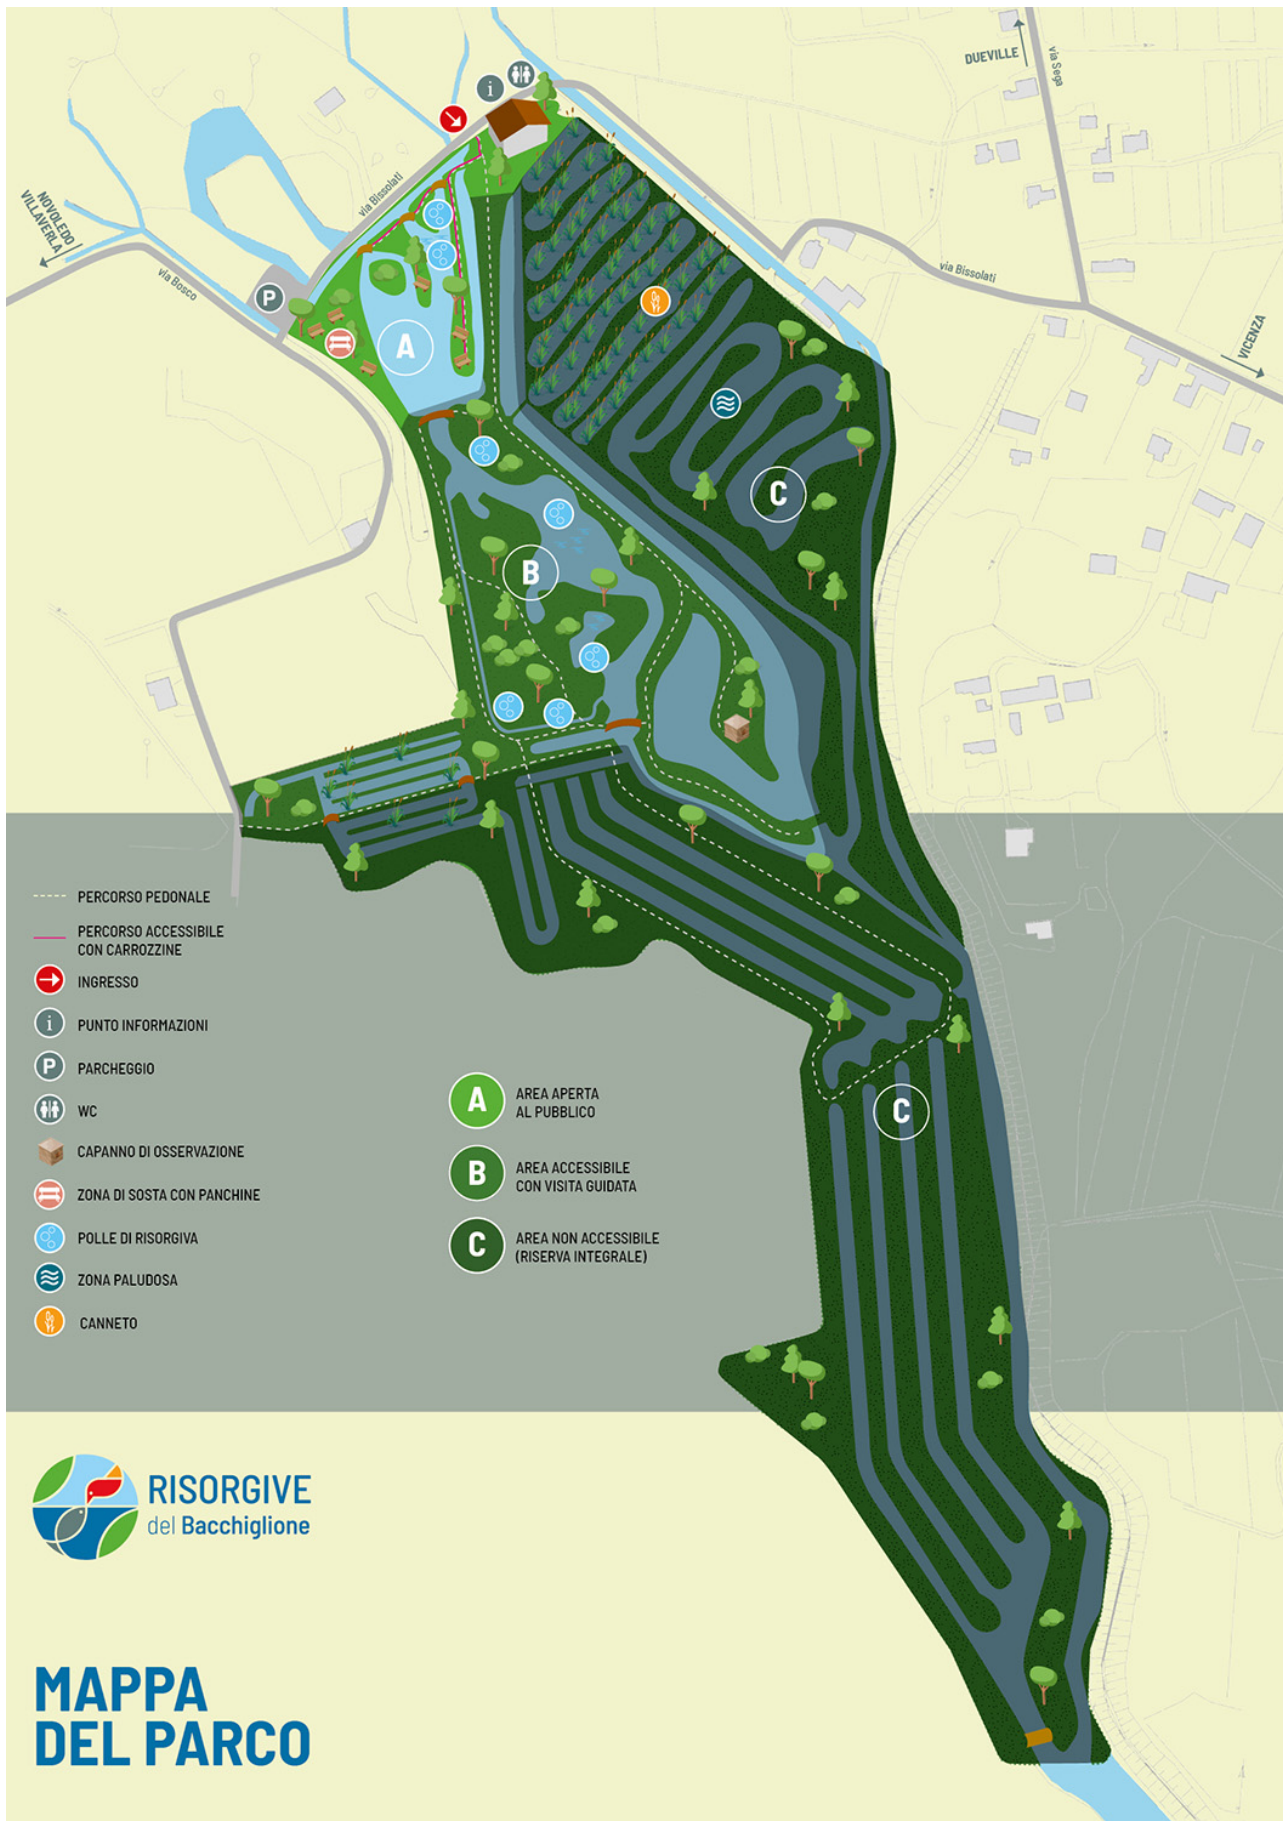 DUEVILLE
via Sega
i
NOVOLEDO
VILLAVERLA
via Bissolati
via Bosco
P
via Bissolati
VICENZA
A
C
B
PERCORSO PEDONALE
PERCORSO ACCESSIBILE
CON CARROZZINE
INGRESSO
i
PUNTO INFORMAZIONI
P
PARCHEGGIO
WC
CAPANNO DI OSSERVAZIONE
ZONA DI SOSTA CON PANCHINE
POLLE DI RISORGIVA
ZONA PALUDOSA
CANNETO
A
AREA APERTA
AL PUBBLICO
B
AREA ACCESSIBILE
CON VISITA GUIDATA
C
AREA NON ACCESSIBILE
(RISERVA INTEGRALE)
C
RISORGIVE
del Bacchiglione
MAPPA
DEL PARCO